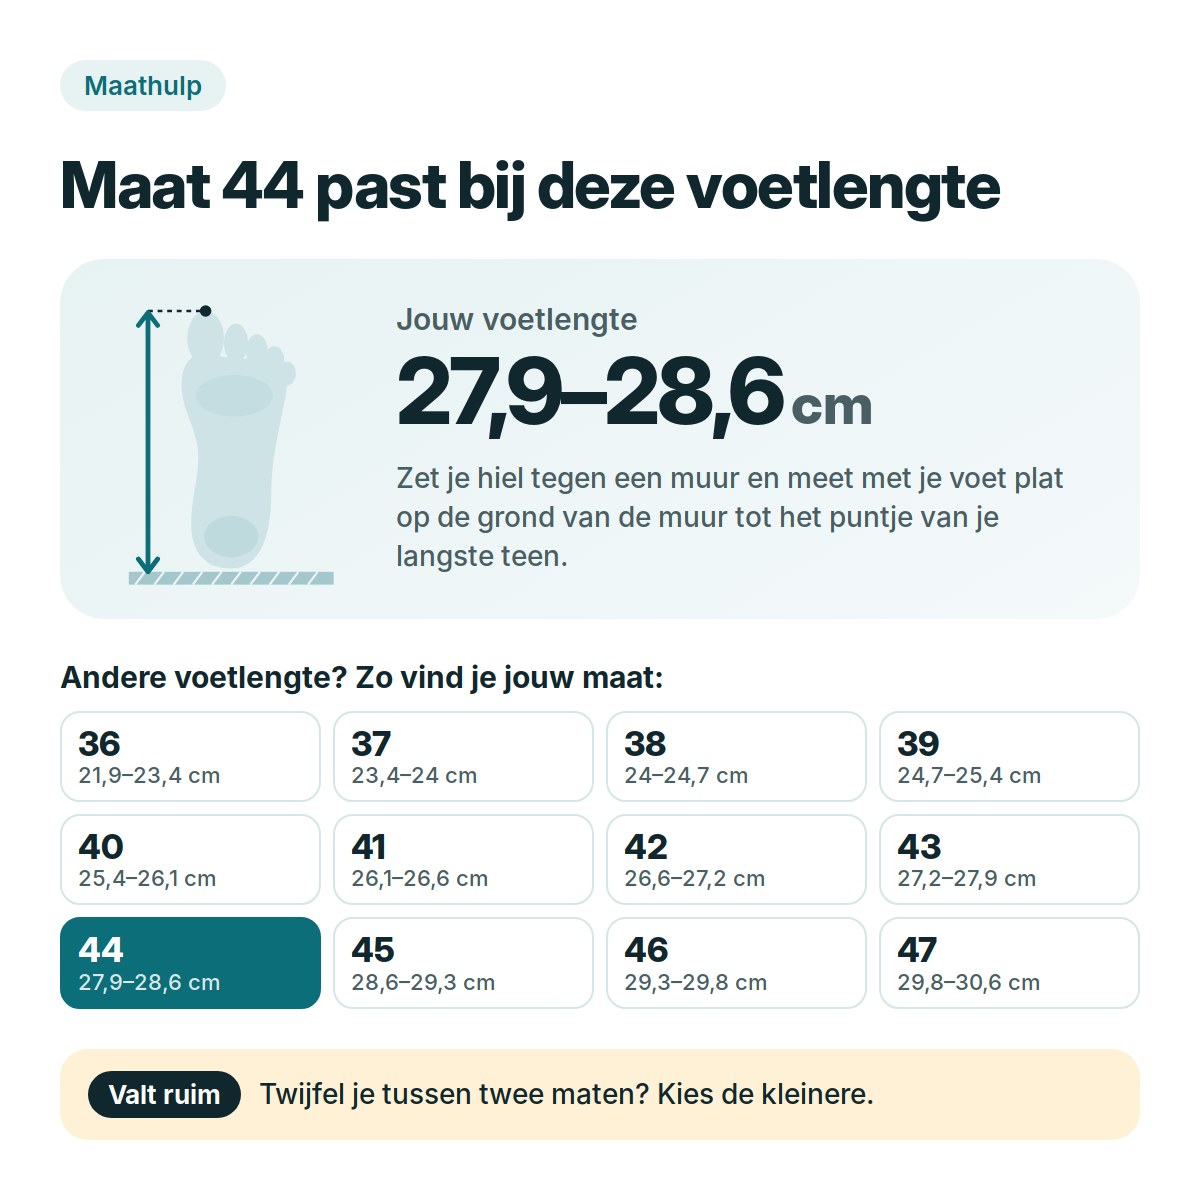 Maathulp
Maat 44 past bij deze voetlengte
Jouw voetlengte
27,9–28,6 cm
Zet je hiel tegen een muur en meet met je voet plat
op de grond van de muur tot het puntje van je
langste teen.
Andere voetlengte? Zo vind je jouw maat:
36
21,9–23,4 cm
37
23,4–24 cm
38
24–24,7 cm
39
24,7–25,4 cm
40
25,4–26,1 cm
41
26,1–26,6 cm
42
26,6–27,2 cm
43
27,2–27,9 cm
44
27,9–28,6 cm
45
28,6–29,3 cm
46
29,3–29,8 cm
47
29,8–30,6 cm
Valt ruim Twijfel je tussen twee maten? Kies de kleinere.